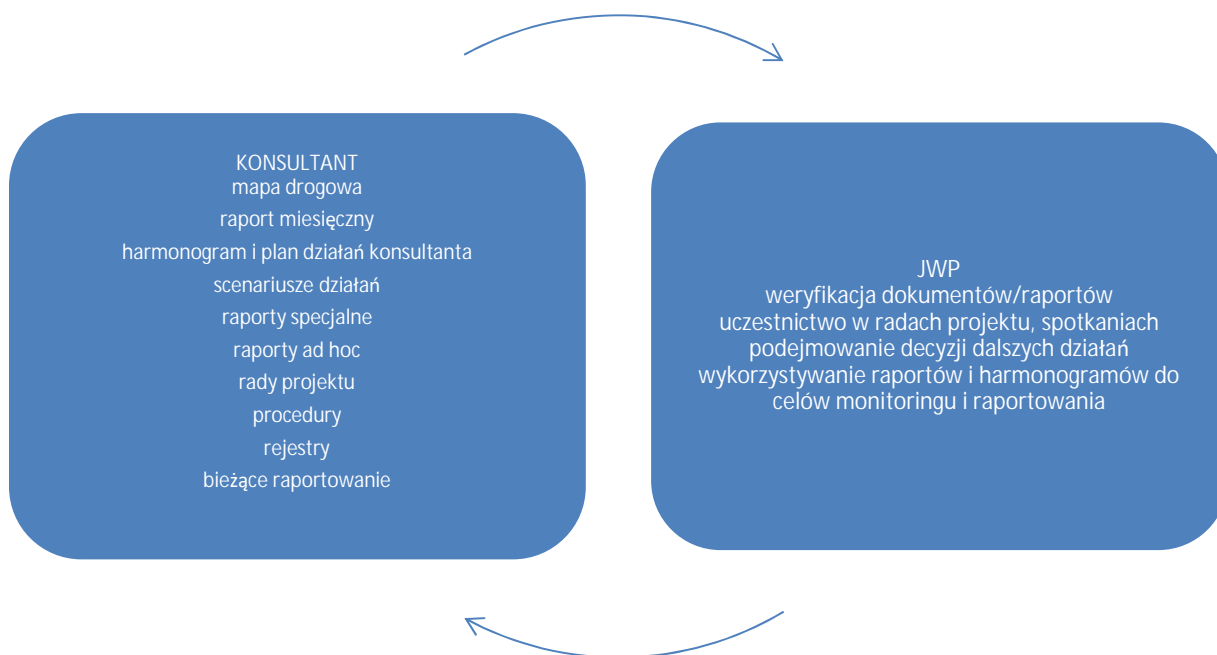 KONSULTANT
mapa drogowa
raport miesięczny
harmonogram i plan działań konsultanta
scenariusze działań
raporty specjalne
raporty ad hoc
rady projektu
procedury
rejestry
bieżące raportowanie
JWP
weryfikacja dokumentów/raportów
uczestnictwo w radach projektu, spotkaniach
podejmowanie decyzji dalszych działań
wykorzystywanie raportów i harmonogramów do
celów monitoringu i raportowania